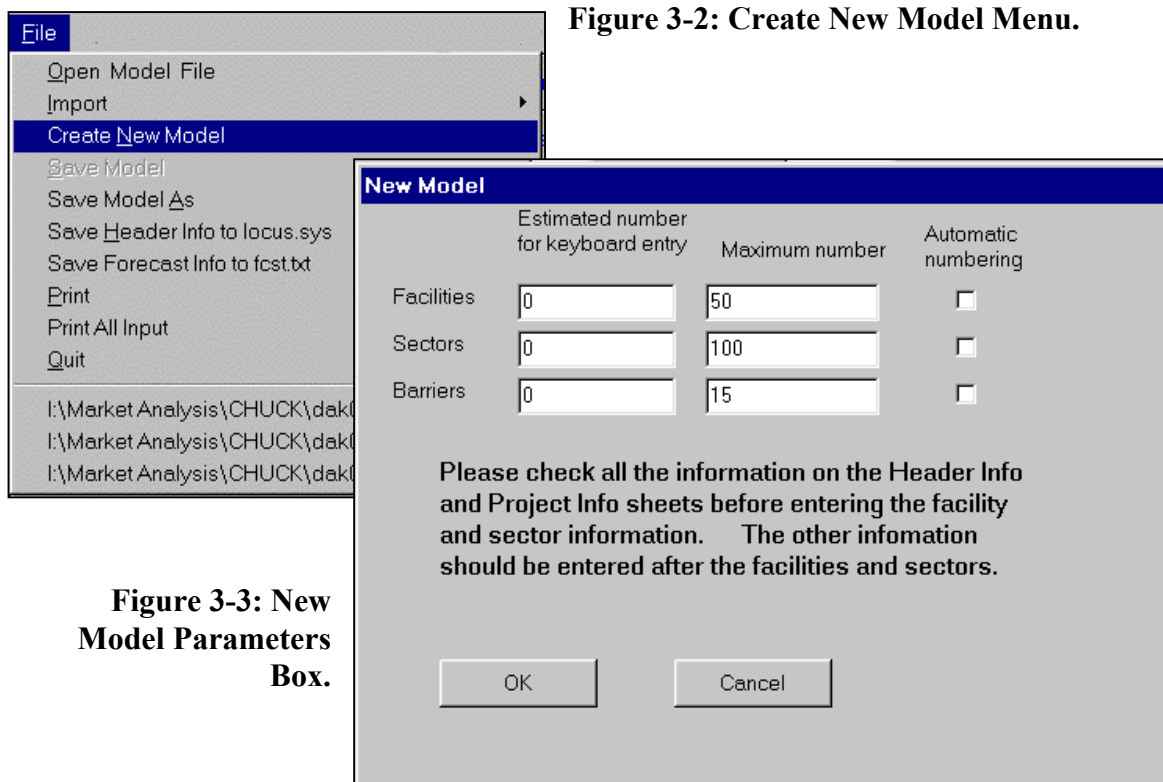 Figure 3-2: Create New Model Menu.
File
Open Model File
Import
Create New Model
Save Model
Save Model As
Save Header Info to locus.sys
Save Forecast Info to fcst.txt
Print
Print All Input
Quit
I:\Market Analysis\CHUCK\dak
I:\Market Analysis\CHUCK\dak
I:\Market Analysis\CHUCK\dak
New Model
Estimated number
for keyboard entry
Maximum number
Automatic
numbering
Facilities 0 50
Sectors 0 100
Barriers 0 15
Please check all the information on the Header Info
and Project Info sheets before entering the facility
and sector information. The other infomation
should be entered after the facilities and sectors.
OK Cancel
Figure 3-3: New
Model Parameters
Box.